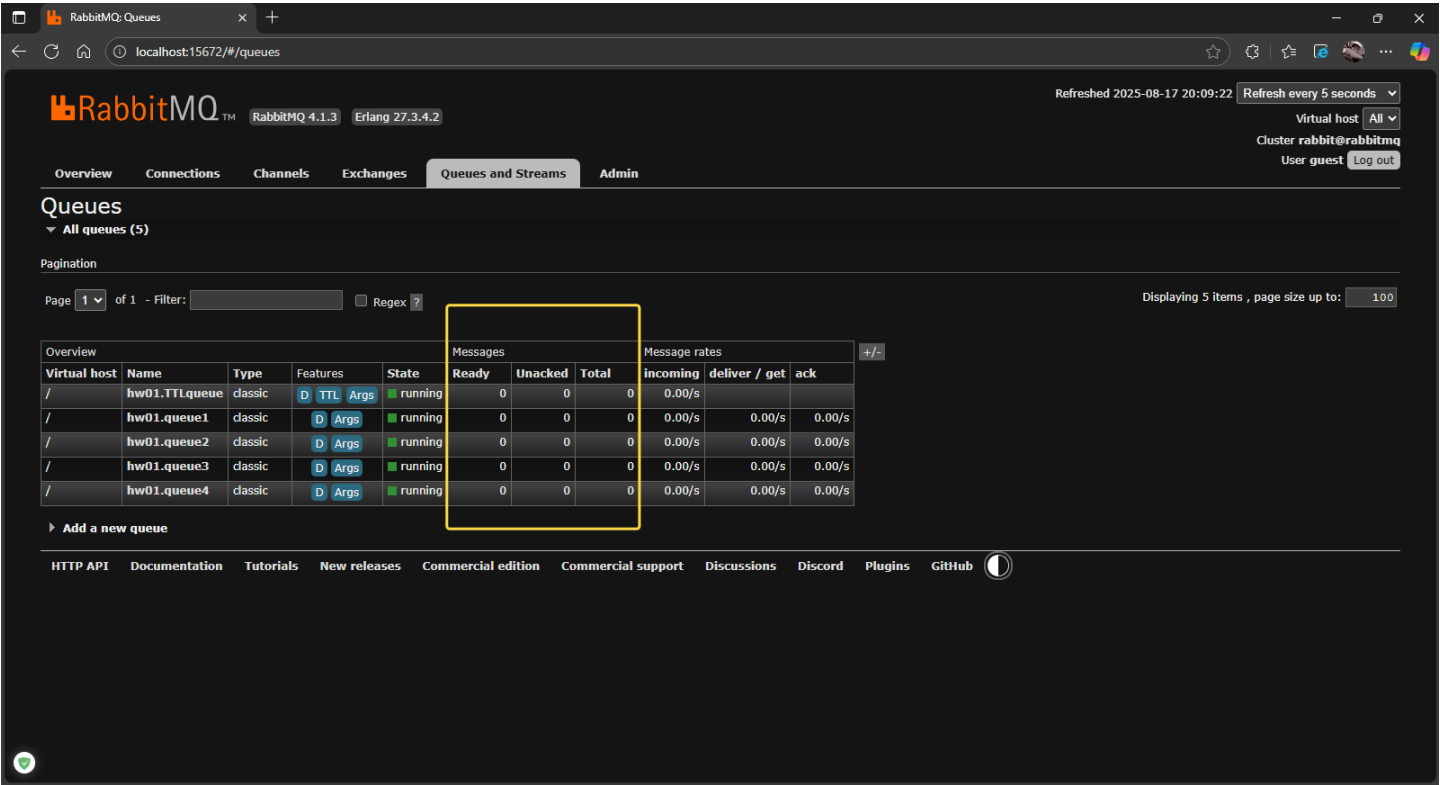 RabbitMQ: Queues
localhost:15672/#/queues
RabbitMQ TM RabbitMQ 4.1.3 Erlang 27.3.4.2
Refreshed 2025-08-17 20:09:22 Refresh every 5 seconds
Virtual host All
Cluster rabbit@rabbitmq
User guest Log out
Overview Connections Channels Exchanges Queues and Streams Admin
Queues
All queues (5)
Pagination
Page 1 of 1 - Filter: Regex ? Displaying 5 items , page size up to: 100
Overview Messages Message rates +/-
Virtual host Name Type Features State Ready Unacked Total incoming deliver / get ack
/ hw01.TTLqueue classic D TTL Args running 0 0 0 0.00/s
/ hw01.queue1 classic D Args running 0 0 0 0.00/s 0.00/s 0.00/s
/ hw01.queue2 classic D Args running 0 0 0 0.00/s 0.00/s 0.00/s
/ hw01.queue3 classic D Args running 0 0 0 0.00/s 0.00/s 0.00/s
/ hw01.queue4 classic D Args running 0 0 0 0.00/s 0.00/s 0.00/s
Add a new queue
HTTP API Documentation Tutorials New releases Commercial edition Commercial support Discussions Discord Plugins GitHub